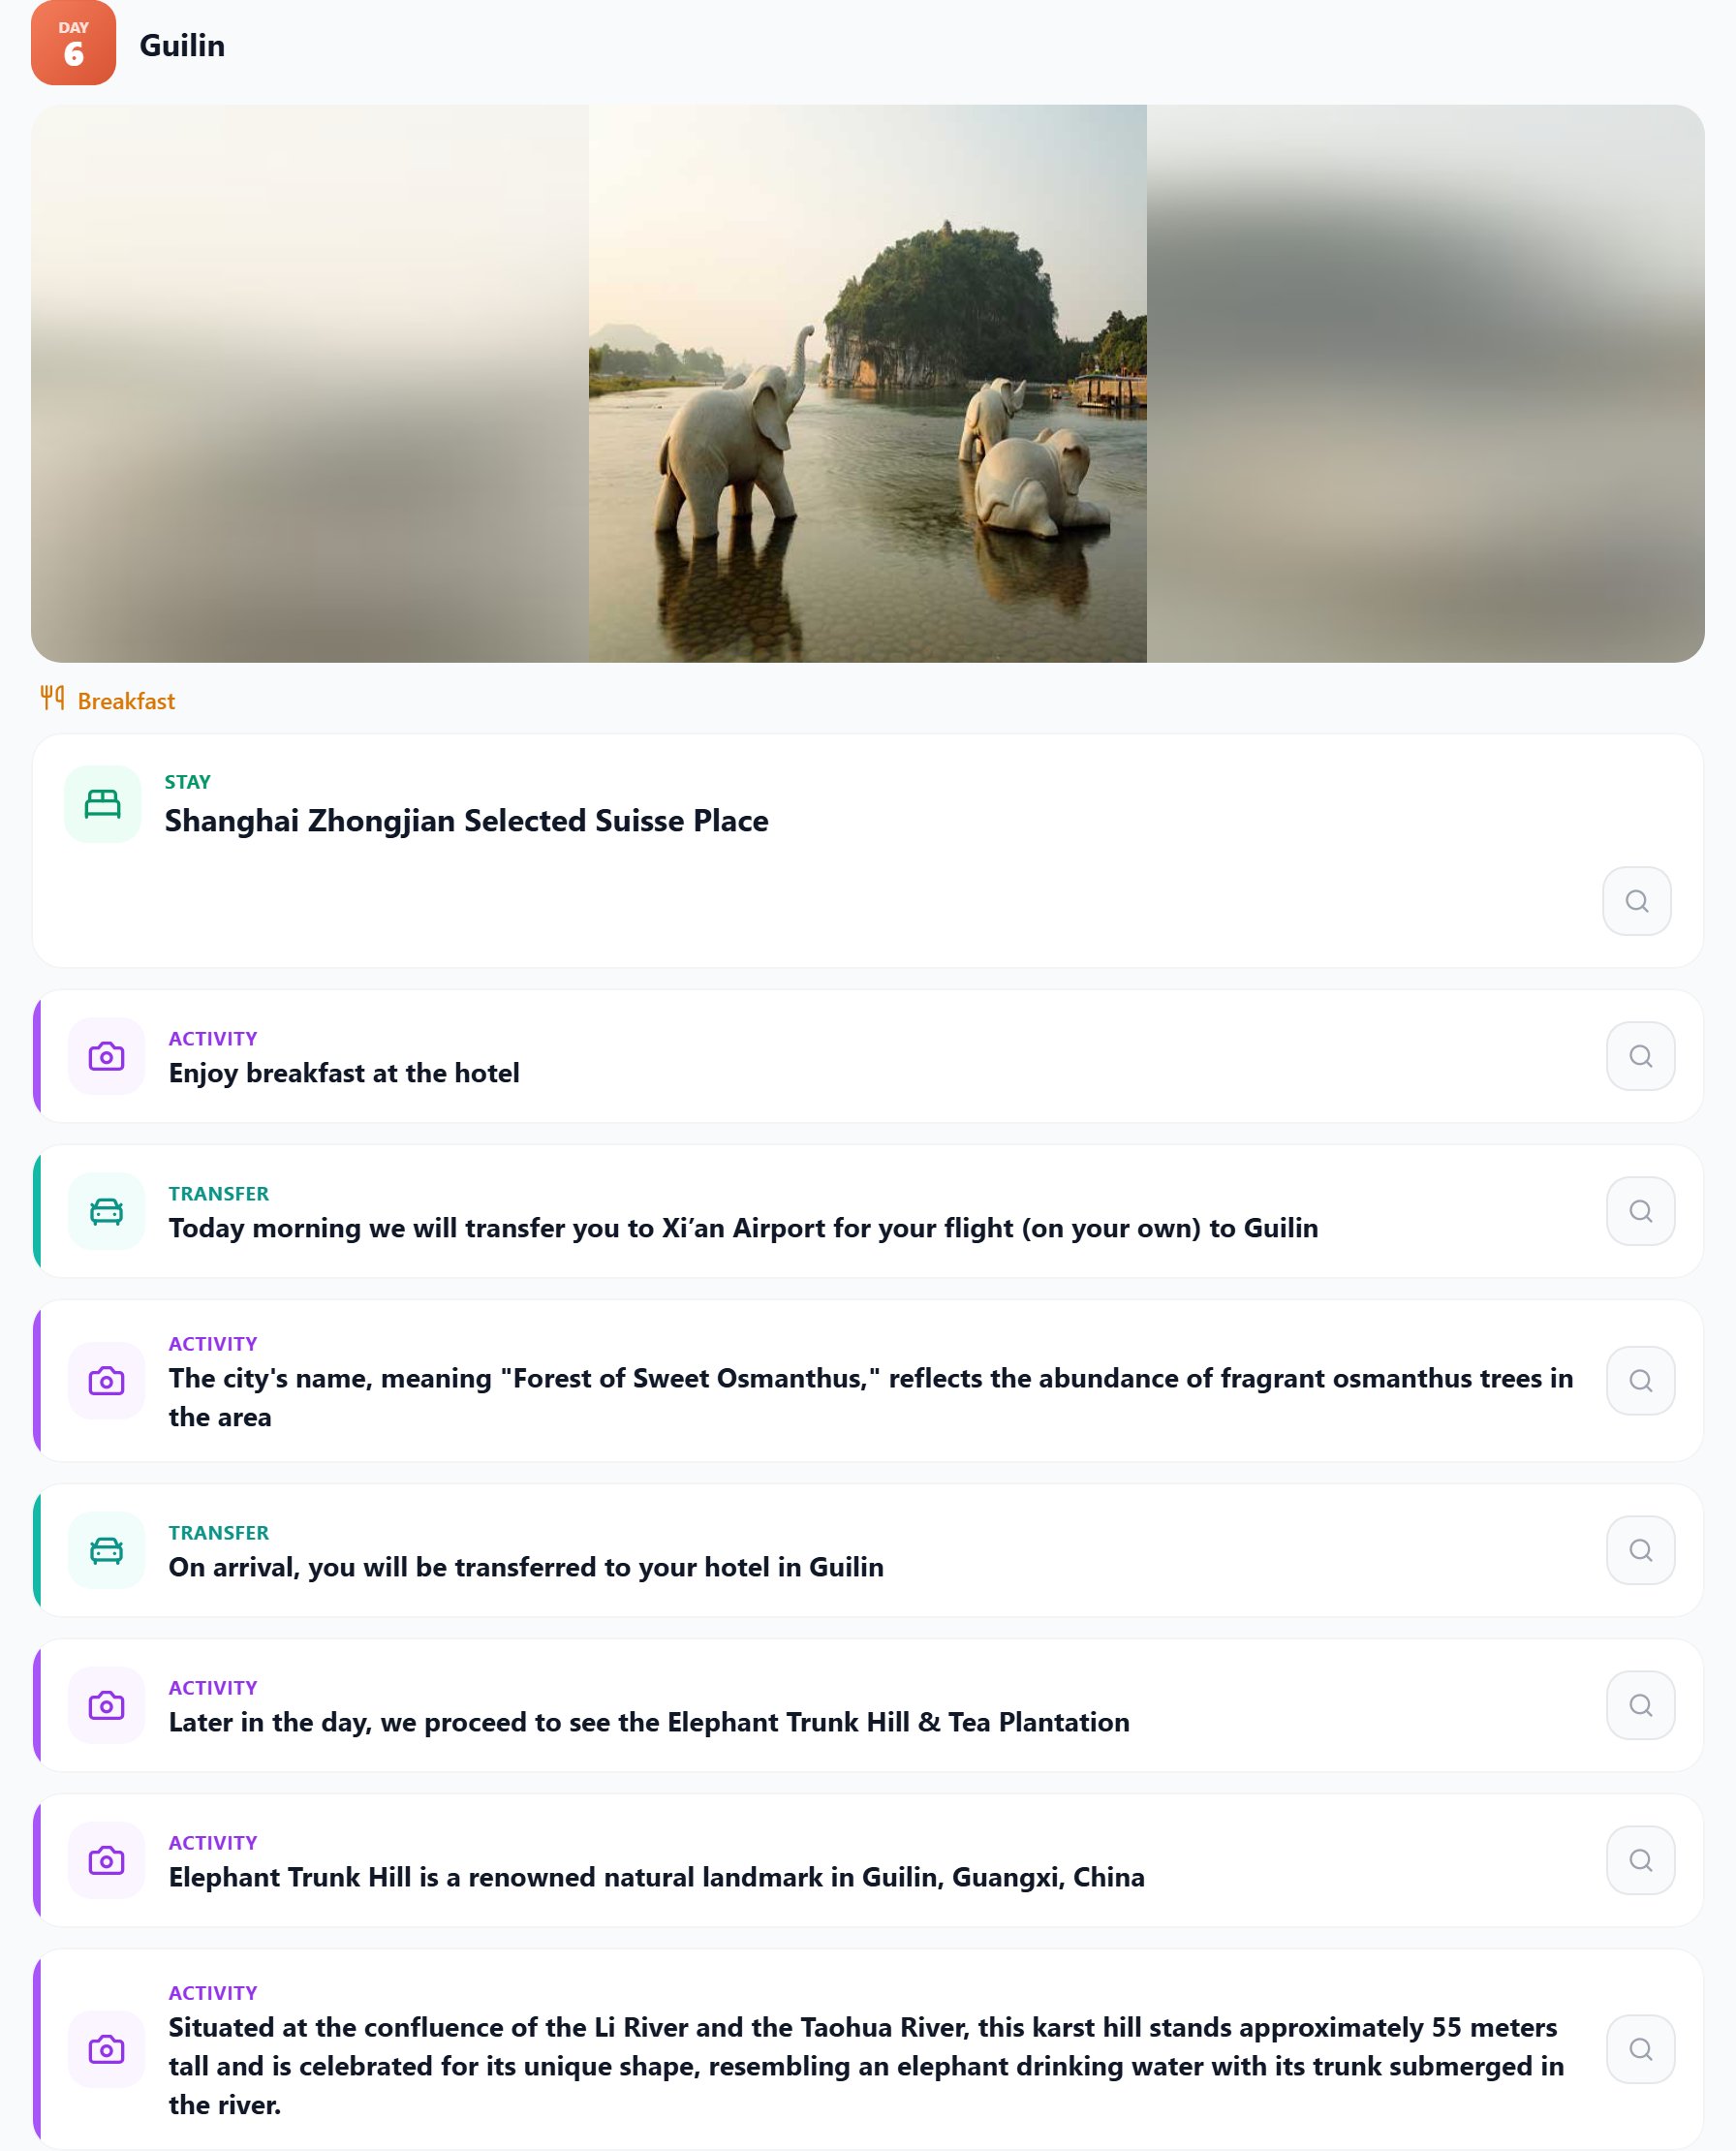 DAY
6
Guilin
Breakfast
STAY
Shanghai Zhongjian Selected Suisse Place
ACTIVITY
Enjoy breakfast at the hotel
TRANSFER
Today morning we will transfer you to Xi’an Airport for your flight (on your own) to Guilin
ACTIVITY
The city's name, meaning "Forest of Sweet Osmanthus," reflects the abundance of fragrant osmanthus trees in
the area
TRANSFER
On arrival, you will be transferred to your hotel in Guilin
ACTIVITY
Later in the day, we proceed to see the Elephant Trunk Hill & Tea Plantation
ACTIVITY
Elephant Trunk Hill is a renowned natural landmark in Guilin, Guangxi, China
ACTIVITY
Situated at the confluence of the Li River and the Taohua River, this karst hill stands approximately 55 meters
tall and is celebrated for its unique shape, resembling an elephant drinking water with its trunk submerged in
the river.